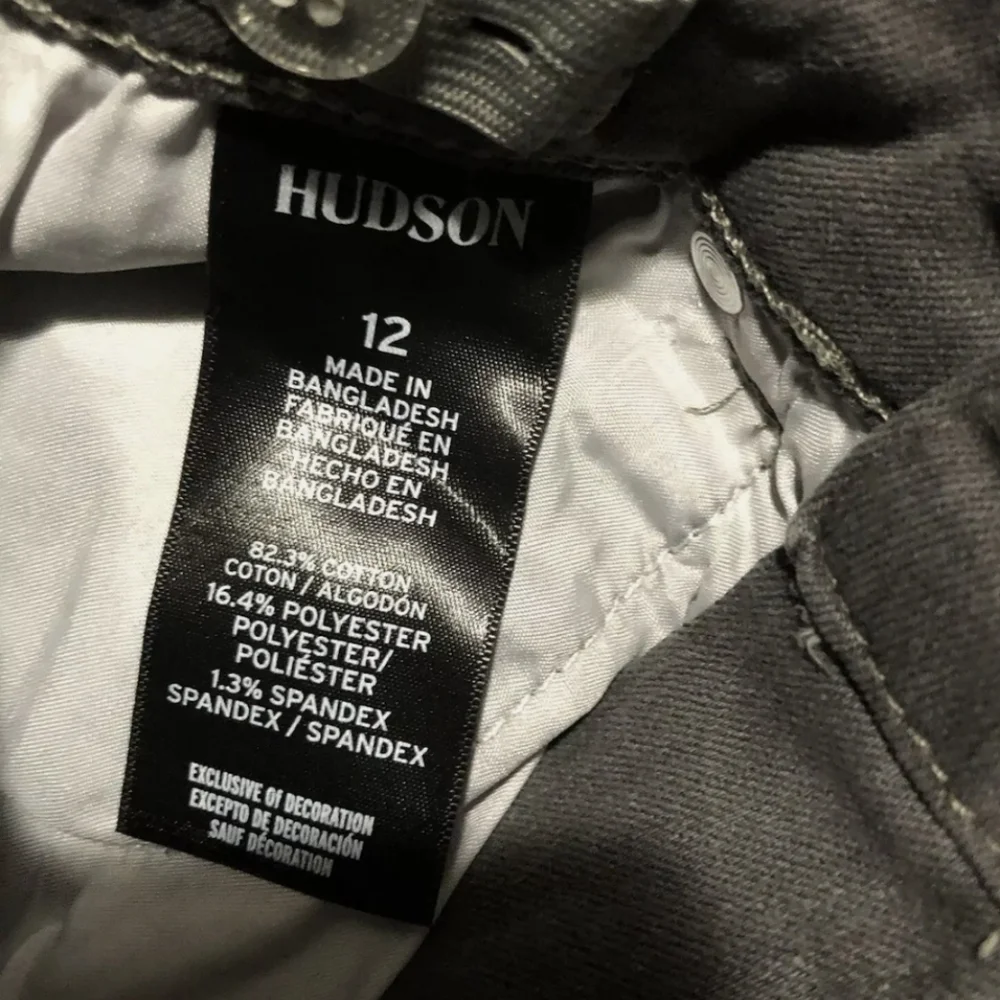 HUDSON
12
MADE IN
BANGLADESH
FABRIQUÉ EN
BANGLADESH
HECHO EN
BANGLADESH
82.3% COTTON
COTON / ALGODÓN
16.4% POLYESTER
POLYESTER/
POLIÉSTER
1.3% SPANDEX
SPANDEX / SPANDEX
EXCLUSIVE Of DECORATION
EXCEPTO DE DECORACIÓN
SAUF DÉCORATION